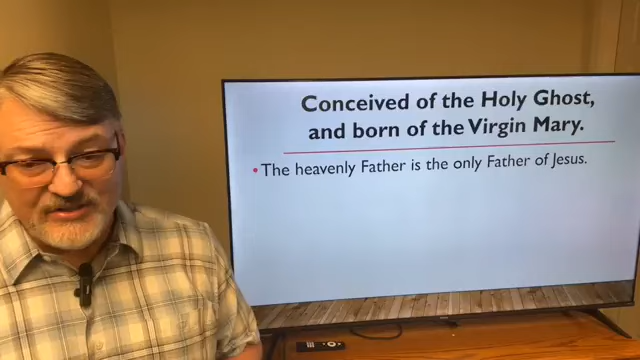 Conceived of the Holy Ghost,
and born of the Virgin Mary.
• The heavenly Father is the only Father of Jesus.